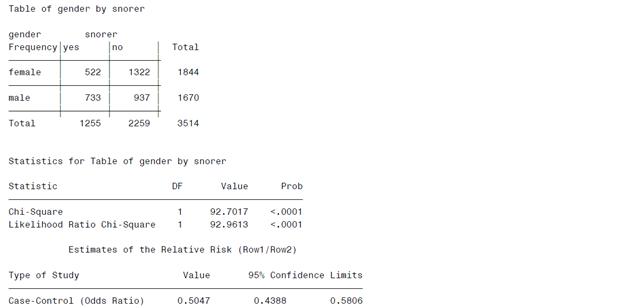 Table of gender by snorer
gender snorer
Frequency yes no Total
female 522 1322 1844
male 733 937 1670
Total 1255 2259 3514
Statistics for Table of gender by snorer
Statistic DF Value Prob
Chi-Square 1 92.7017 <.0001
Likelihood Ratio Chi-Square 1 92.9613 <.0001
Estimates of the Relative Risk (Row1/Row2)
Type of Study Value 95% Confidence Limits
Case-Control (Odds Ratio) 0.5047 0.4388 0.5806